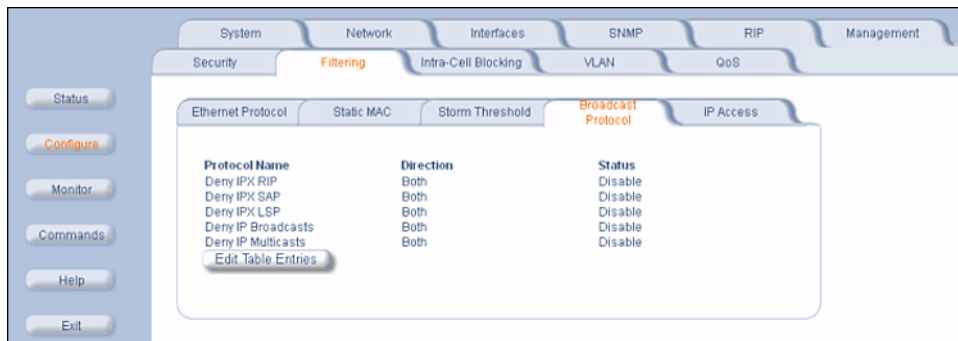 System Network Interfaces SNMP RIP Management
Security Filtering Intra-Cell Blocking VLAN QoS
Status
Configure
Monitor
Commands
Help
Exit
Ethernet Protocol Static MAC Storm Threshold Broadcast Protocol IP Access
Protocol Name Direction Status
Deny IPX RIP Both Disable
Deny IPX SAP Both Disable
Deny IPX LSP Both Disable
Deny IP Broadcasts Both Disable
Deny IP Multicasts Both Disable
Edit Table Entries